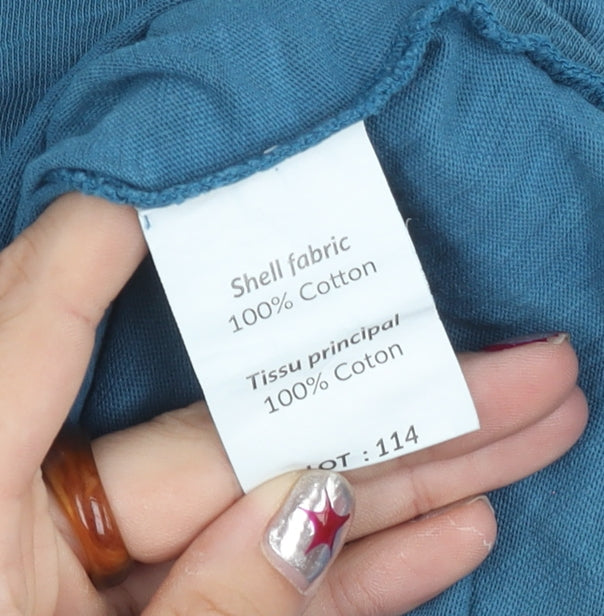 Shell fabric
100% Cotton
Tissu principal
100% Coton
LOT : 114